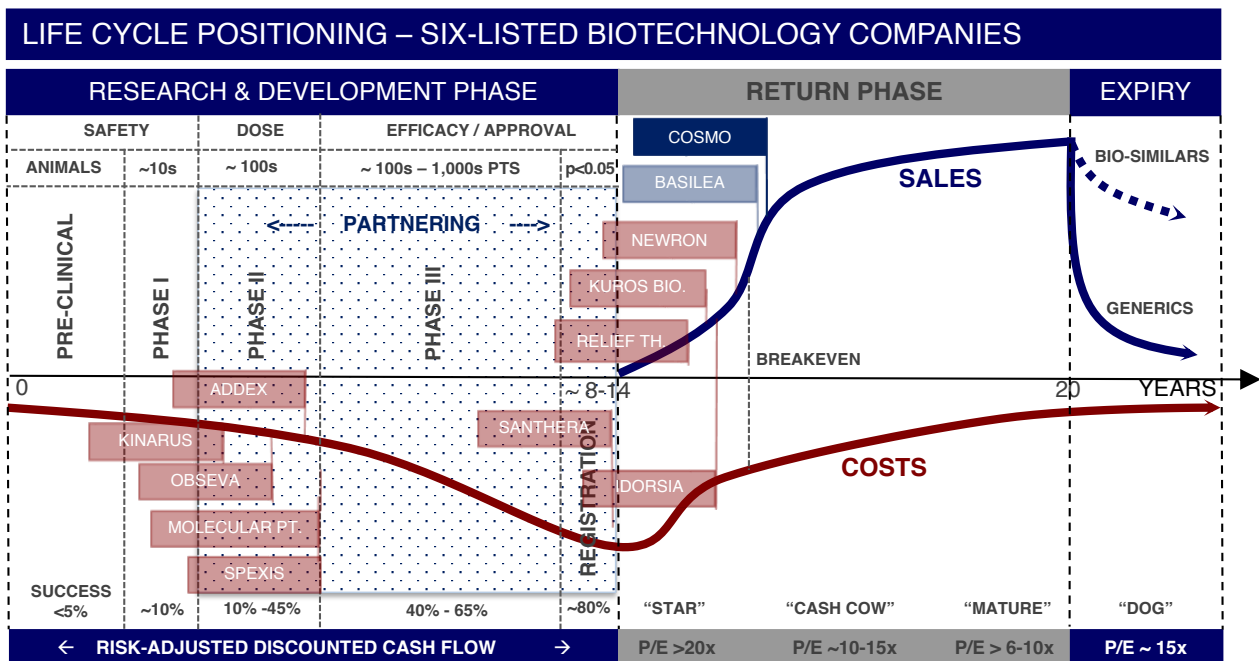 LIFE CYCLE POSITIONING – SIX-LISTED BIOTECHNOLOGY COMPANIES
RESEARCH & DEVELOPMENT PHASE
RETURN PHASE
EXPIRY
SAFETY
DOSE
EFFICACY / APPROVAL
ANIMALS
~10s
~ 100s
~ 100s – 1,000s PTS
p<0.05
COSMO
BASILEA
NEWRON
KUROS BIO.
RELIEF TH.
SALES
BIO-SIMILARS
GENERICS
<----- PARTNERING ---->
PRE-CLINICAL
PHASE I
PHASE II
PHASE III
REGISTRATION
BREAKEVEN
0
~ 8-14
20
YEARS
ADDEX
KINARUS
OBSEVA
MOLECULAR PT.
SPEXIS
SANTHERA
IDORSIA
COSTS
SUCCESS
<5%
~10%
10% -45%
40% - 65%
~80%
“STAR”
“CASH COW”
“MATURE”
“DOG”
← RISK-ADJUSTED DISCOUNTED CASH FLOW →
P/E >20x
P/E ~10-15x
P/E > 6-10x
P/E ~ 15x